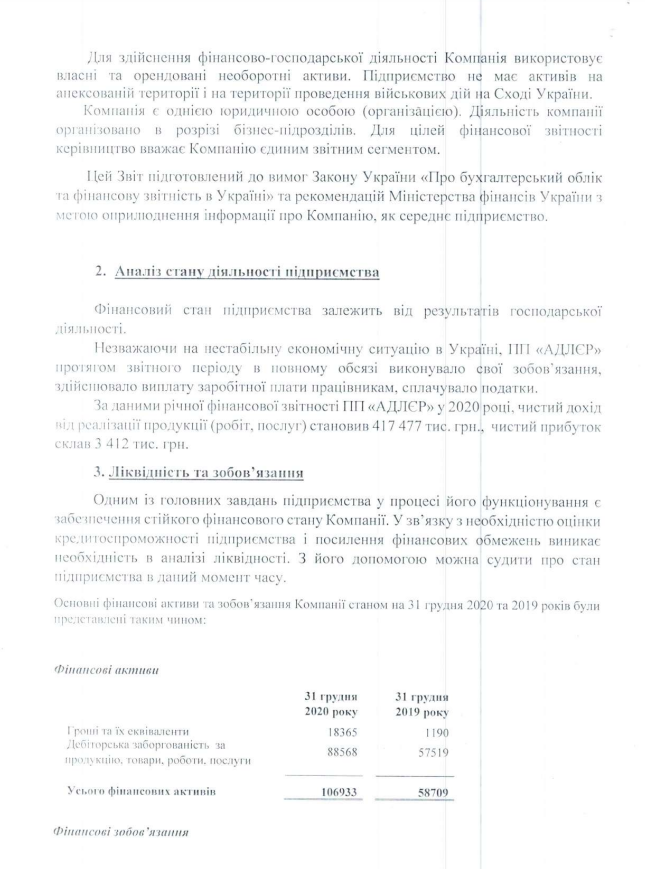 Для здійснення фінансово-господарської діяльності Компанія використовує
власні та орендовані необоротні активи. Підприємство не має активів на
анексованій території і на території проведення військових дій на Сході України.
Компанія є однією юридичною особою (організацією). Діяльність компанії
організовано в розрізі бізнес-підрозділів. Для цілей фінансової звітності
керівництво вважає Компанію єдиним звітним сегментом.
Цей Звіт підготовлений до вимог Закону України «Про бухгалтерський облік
та фінансову звітність в Україні» та рекомендацій Міністерства фінансів України з
метою оприлюднення інформації про Компанію, як середнє підприємство.
2. Аналіз стану діяльності підприємства
Фінансовий стан підприємства залежить від результатів господарської
діяльності.
Незважаючи на нестабільну економічну ситуацію в Україні, ПП «АДЛЄР»
протягом звітного періоду в повному обсязі виконувало свої зобов’язання,
здійснювало виплату заробітної плати працівникам, сплачувало податки.
За даними річної фінансової звітності ПП «АДЛЄР» у 2020 році, чистий дохід
від реалізації продукції (робіт, послуг) становив 417 477 тис. грн., чистий прибуток
склав 3 412 тис. грн.
3. Ліквідність та зобов’язання
Одним із головних завдань підприємства у процесі його функціонування є
забезпечення стійкого фінансового стану Компанії. У зв’язку з необхідністю оцінки
кредитоспроможності підприємства і посилення фінансових обмежень виникає
необхідність в аналізі ліквідності. З його допомогою можна судити про стан
підприємства в даний момент часу.
Основні фінансові активи та зобов’язання Компанії станом на 31 грудня 2020 та 2019 років були
представлені таким чином:
Фінансові активи
31 грудня 31 грудня
2020 року 2019 року
Гроші та їх еквіваленти 18365 1190
Дебіторська заборгованість за
продукцію, товари, роботи, послуги 88568 57519
Усього фінансових активів 106933 58709
Фінансові зобов’язання